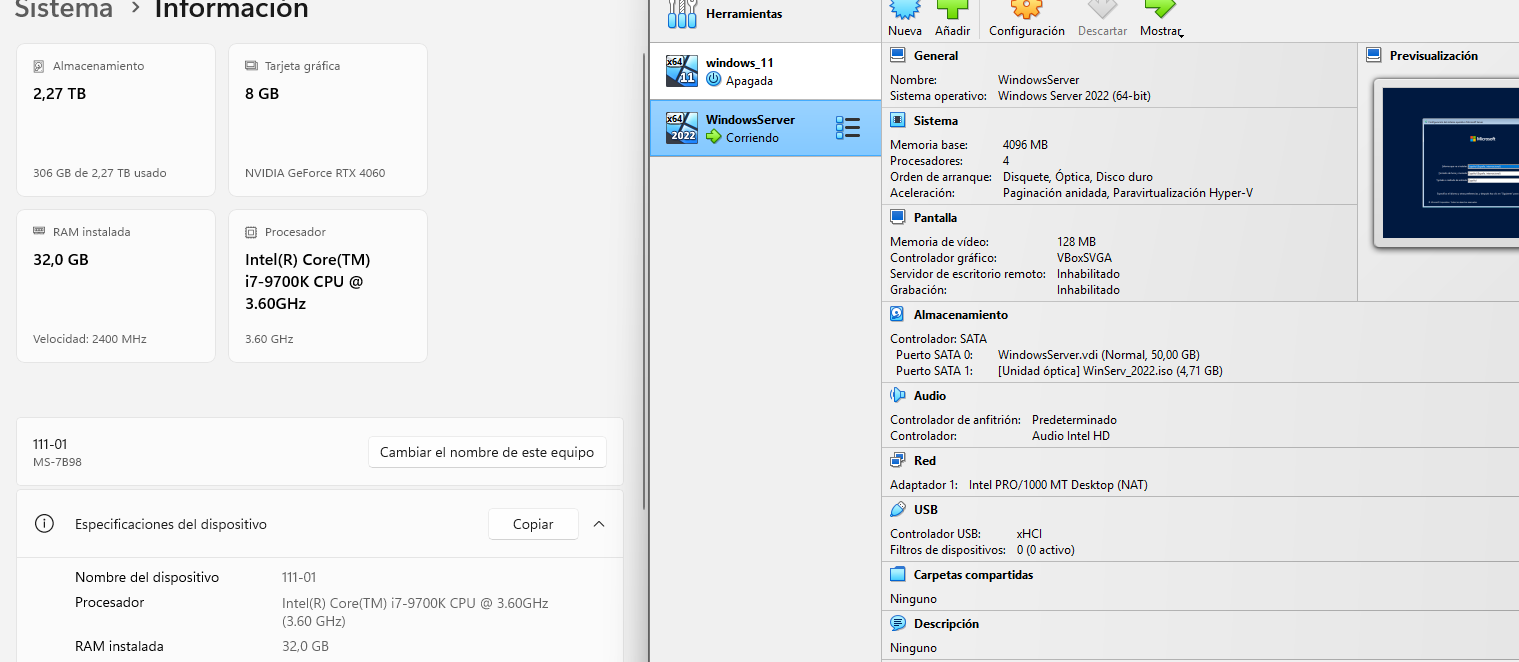 Sistema > Información
Almacenamiento
2,27 TB
306 GB de 2,27 TB usado
Tarjeta gráfica
8 GB
NVIDIA GeForce RTX 4060
RAM instalada
32,0 GB
Velocidad: 2400 MHz
Procesador
Intel(R) Core(TM)
i7-9700K CPU @
3.60GHz
3.60 GHz
111-01
MS-7B98
Cambiar el nombre de este equipo
Especificaciones del dispositivo
Copiar
Nombre del dispositivo 111-01
Procesador Intel(R) Core(TM) i7-9700K CPU @ 3.60GHz
(3.60 GHz)
RAM instalada 32,0 GB
Herramientas
x64 11
windows_11
Apagada
x64 2022
WindowsServer
Corriendo
Nueva Añadir Configuración Descartar Mostrar
General
Nombre: WindowsServer
Sistema operativo: Windows Server 2022 (64-bit)
Sistema
Memoria base: 4096 MB
Procesadores: 4
Orden de arranque: Disquete, Óptica, Disco duro
Aceleración: Paginación anidada, Paravirtualización Hyper-V
Pantalla
Memoria de vídeo: 128 MB
Controlador gráfico: VBoxSVGA
Servidor de escritorio remoto: Inhabilitado
Grabación: Inhabilitado
Previsualización
Microsoft
Almacenamiento
Controlador: SATA
Puerto SATA 0: WindowsServer.vdi (Normal, 50,00 GB)
Puerto SATA 1: [Unidad óptica] WinServ_2022.iso (4,71 GB)
Audio
Controlador de anfitrión: Predeterminado
Controlador: Audio Intel HD
Red
Adaptador 1: Intel PRO/1000 MT Desktop (NAT)
USB
Controlador USB: xHCI
Filtros de dispositivos: 0 (0 activo)
Carpetas compartidas
Ninguno
Descripción
Ninguno